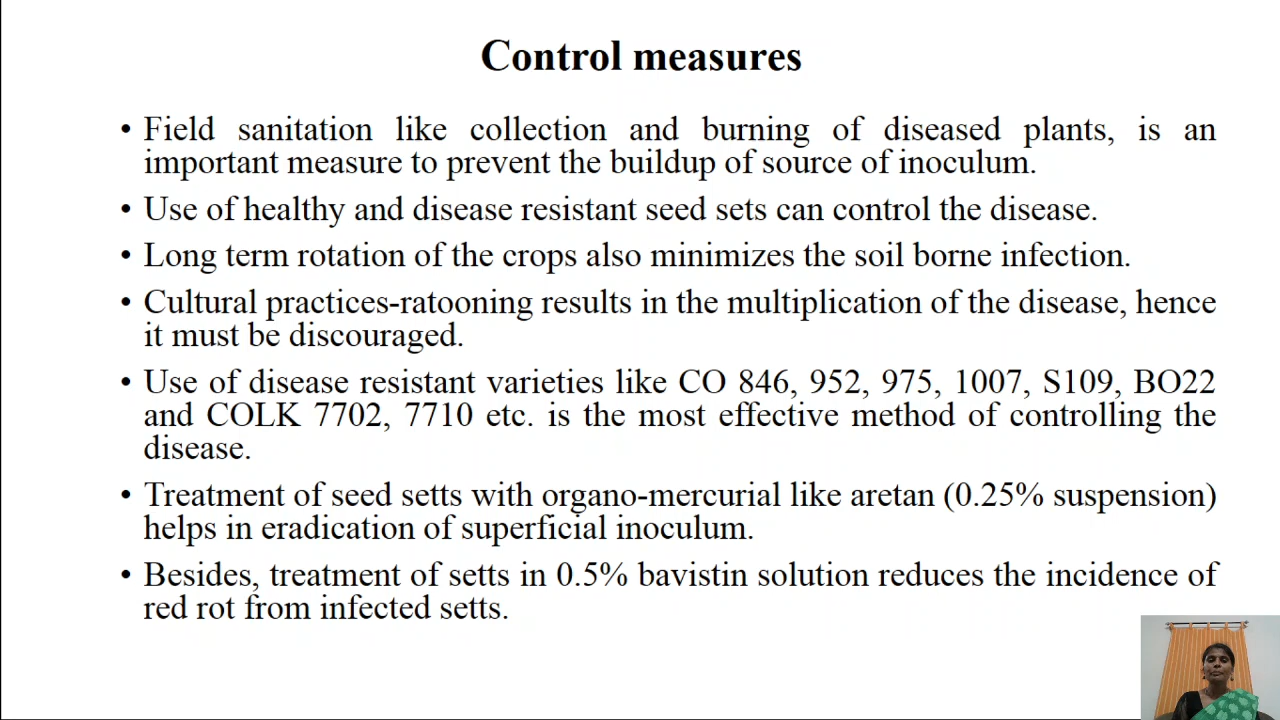 Control measures
• Field sanitation like collection and burning of diseased plants, is an
important measure to prevent the buildup of source of inoculum.
• Use of healthy and disease resistant seed sets can control the disease.
• Long term rotation of the crops also minimizes the soil borne infection.
• Cultural practices-ratooning results in the multiplication of the disease, hence
it must be discouraged.
• Use of disease resistant varieties like CO 846, 952, 975, 1007, S109, BO22
and COLK 7702, 7710 etc. is the most effective method of controlling the
disease.
• Treatment of seed setts with organo-mercurial like aretan (0.25% suspension)
helps in eradication of superficial inoculum.
• Besides, treatment of setts in 0.5% bavistin solution reduces the incidence of
red rot from infected setts.